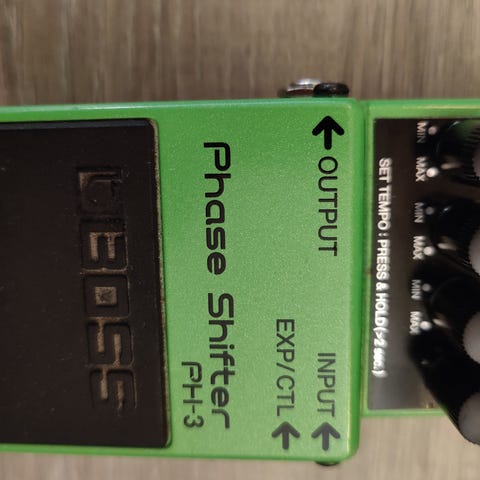 MIN MAX MIN MAX MIN MAX
SET TEMPO : PRESS & HOLD (>2 sec.)
OUTPUT INPUT
EXP/CTL
Phase Shifter
PH-3
BOSS